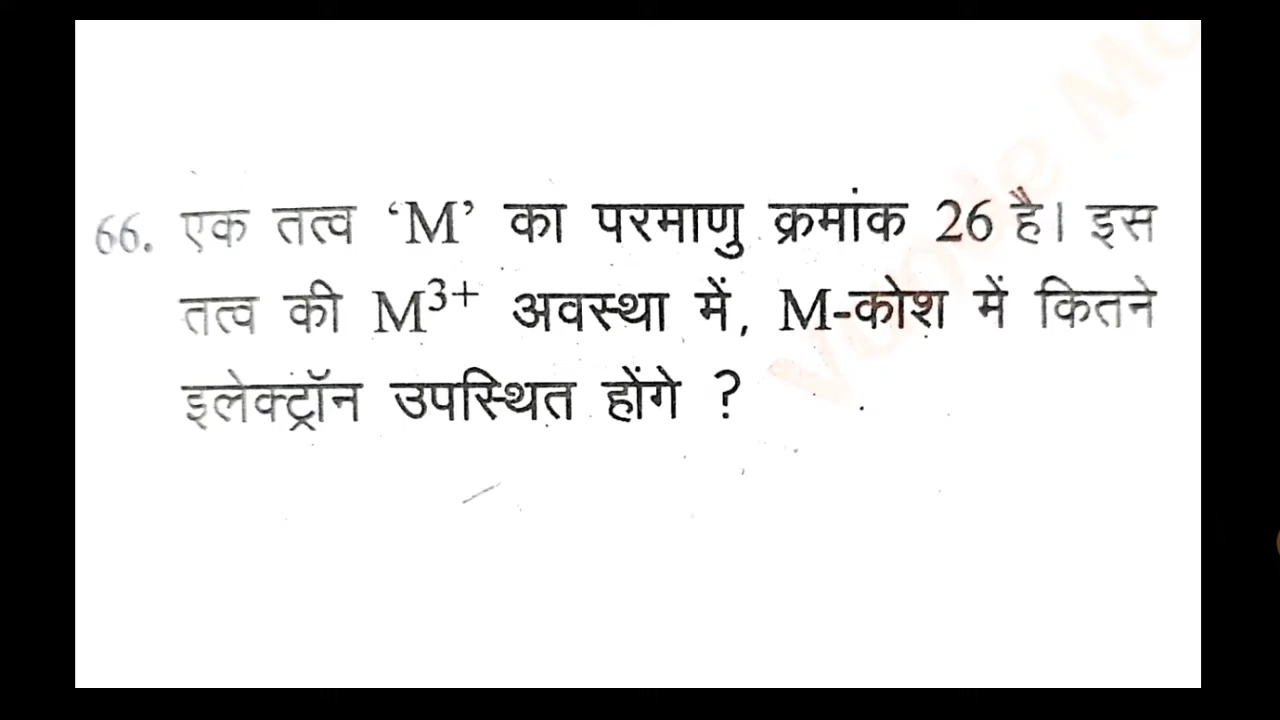 66. एक तत्व ‘M’ का परमाणु क्रमांक 26 है। इस
तत्व की M³⁺ अवस्था में, M-कोश में कितने
इलेक्ट्रॉन उपस्थित होंगे ?